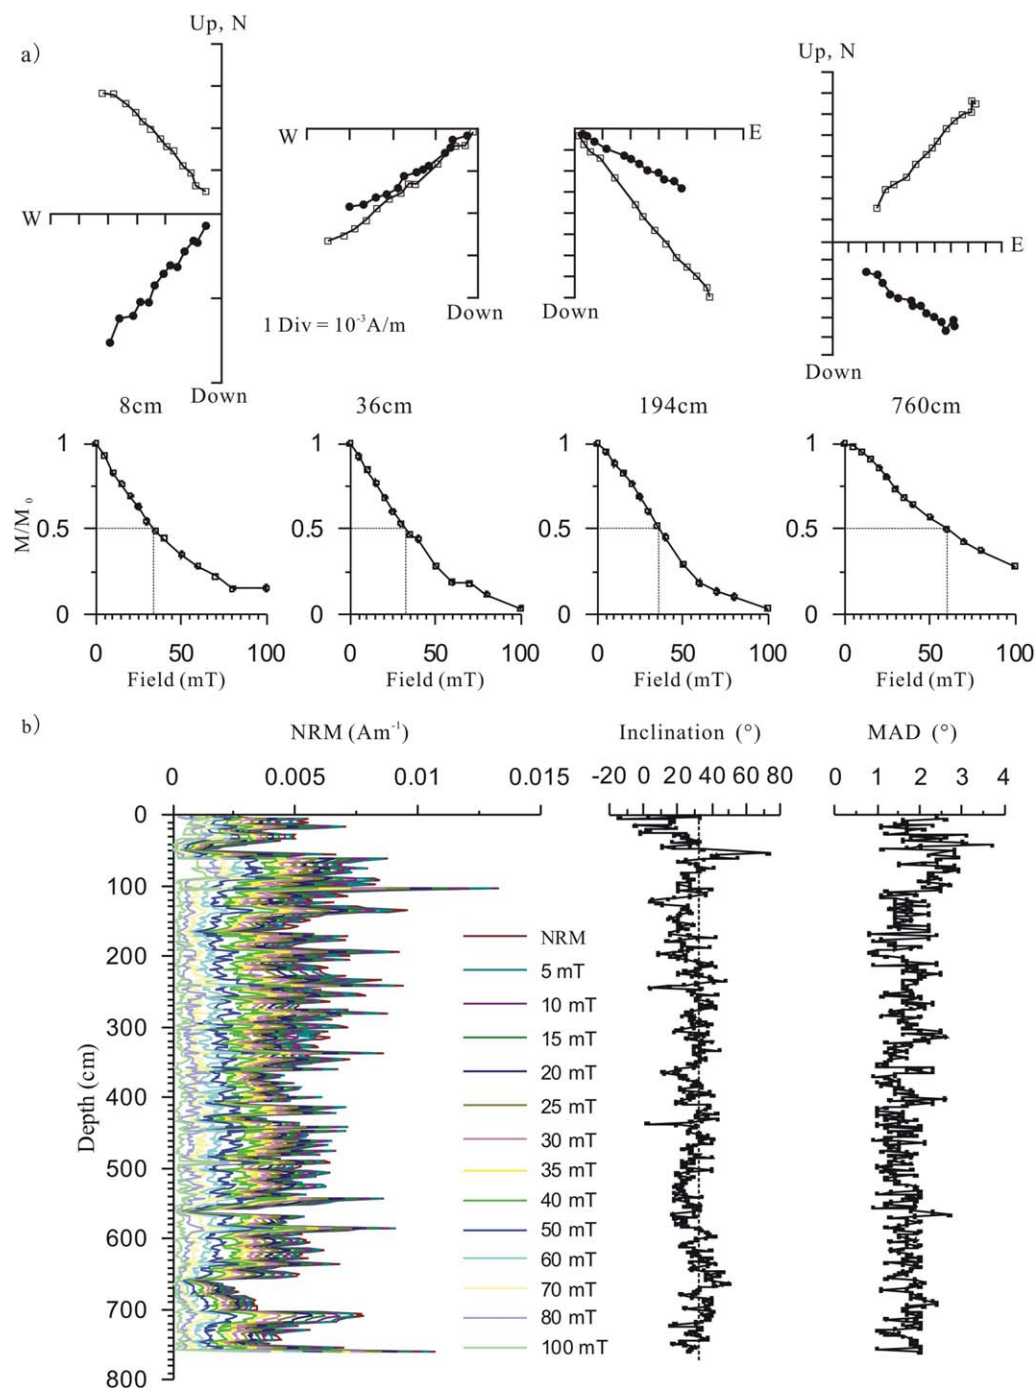 a)
Up, N
W
Down
W
Down
1 Div = 10⁻³A/m
E
Down
Up, N
E
Down
8cm
36cm
194cm
760cm
M/M₀
1
0.5
0
0 50 100
Field (mT)
1
0.5
0
0 50 100
Field (mT)
1
0.5
0
0 50 100
Field (mT)
1
0.5
0
0 50 100
Field (mT)
b)
NRM (Am⁻¹)
0 0.005 0.01 0.015
Inclination (°)
-20 0 20 40 60 80
MAD (°)
0 1 2 3 4
Depth (cm)
0
100
200
300
400
500
600
700
800
NRM
5 mT
10 mT
15 mT
20 mT
25 mT
30 mT
35 mT
40 mT
50 mT
60 mT
70 mT
80 mT
100 mT